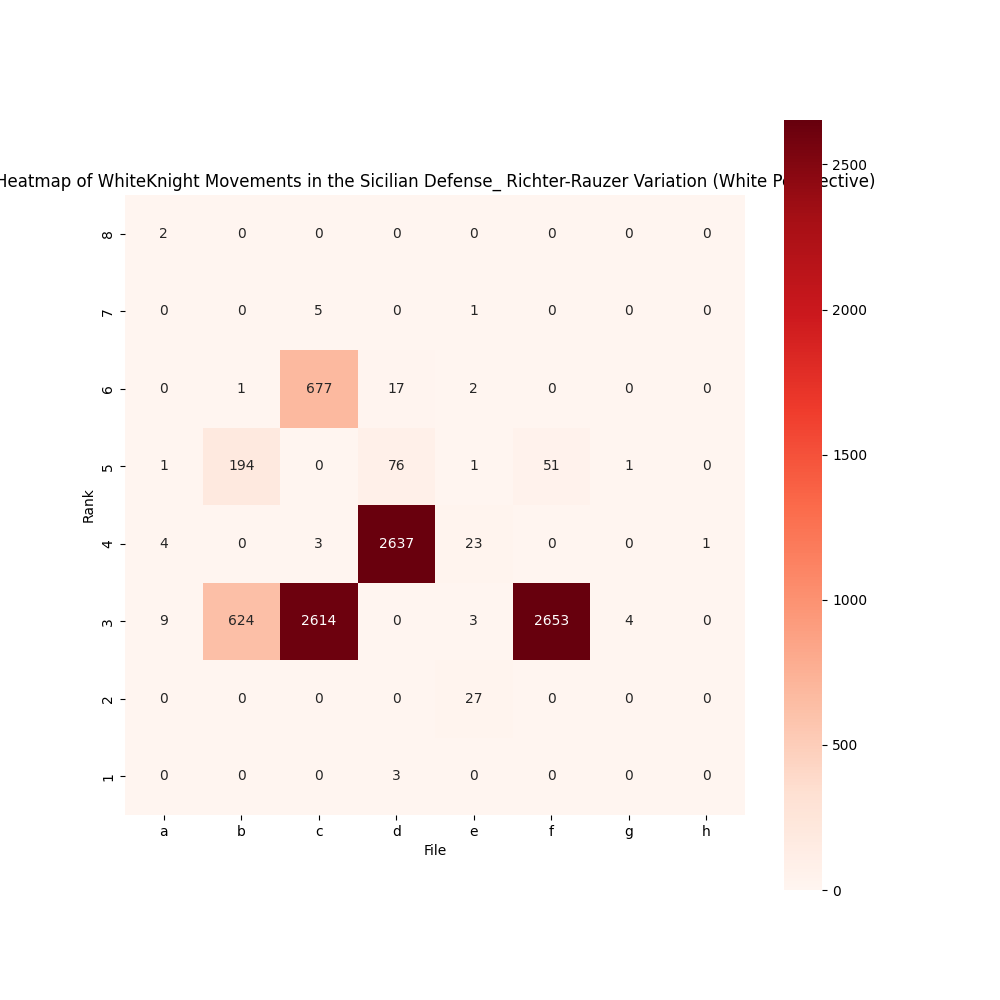 Heatmap of WhiteKnight Movements in the Sicilian Defense_ Richter-Rauzer Variation (White P ective)
2500
8 2 0 0 0 0 0 0 0
7 0 0 5 0 1 0 0 0
2000
6 0 1 677 17 2 0 0 0
1500
5 1 194 0 76 1 51 1 0
Rank
4 4 0 3 2637 23 0 0 1
1000
3 9 624 2614 0 3 2653 4 0
2 0 0 0 0 27 0 0 0
500
1 0 0 0 3 0 0 0 0
a b c d e f g h
File
0